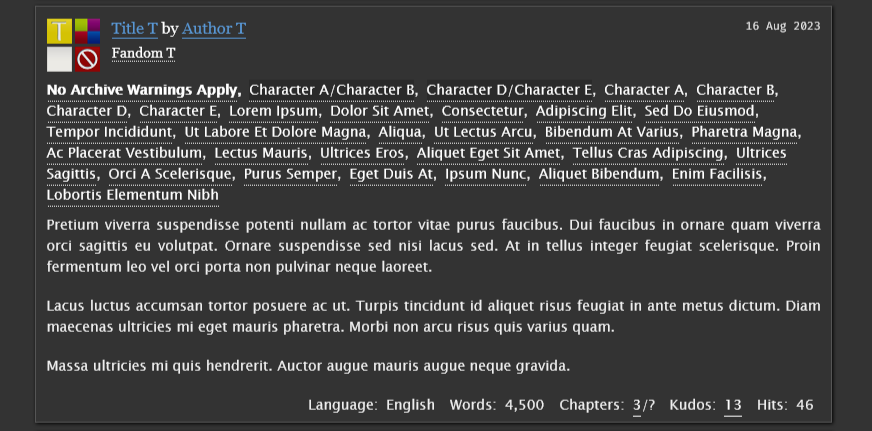 T
Title T by Author T
16 Aug 2023
Fandom T
No Archive Warnings Apply, Character A/Character B, Character D/Character E, Character A, Character B,
Character D, Character E, Lorem Ipsum, Dolor Sit Amet, Consectetur, Adipiscing Elit, Sed Do Eiusmod,
Tempor Incididunt, Ut Labore Et Dolore Magna, Aliqua, Ut Lectus Arcu, Bibendum At Varius, Pharetra Magna,
Ac Placerat Vestibulum, Lectus Mauris, Ultrices Eros, Aliquet Eget Sit Amet, Tellus Cras Adipiscing, Ultrices
Sagittis, Orci A Scelerisque, Purus Semper, Eget Duis At, Ipsum Nunc, Aliquet Bibendum, Enim Facilisis,
Lobortis Elementum Nibh
Pretium viverra suspendisse potenti nullam ac tortor vitae purus faucibus. Dui faucibus in ornare quam viverra
orci sagittis eu volutpat. Ornare suspendisse sed nisi lacus sed. At in tellus integer feugiat scelerisque. Proin
fermentum leo vel orci porta non pulvinar neque laoreet.
Lacus luctus accumsan tortor posuere ac ut. Turpis tincidunt id aliquet risus feugiat in ante metus dictum. Diam
maecenas ultricies mi eget mauris pharetra. Morbi non arcu risus quis varius quam.
Massa ultricies mi quis hendrerit. Auctor augue mauris augue neque gravida.
Language: English Words: 4,500 Chapters: 3/? Kudos: 13 Hits: 46